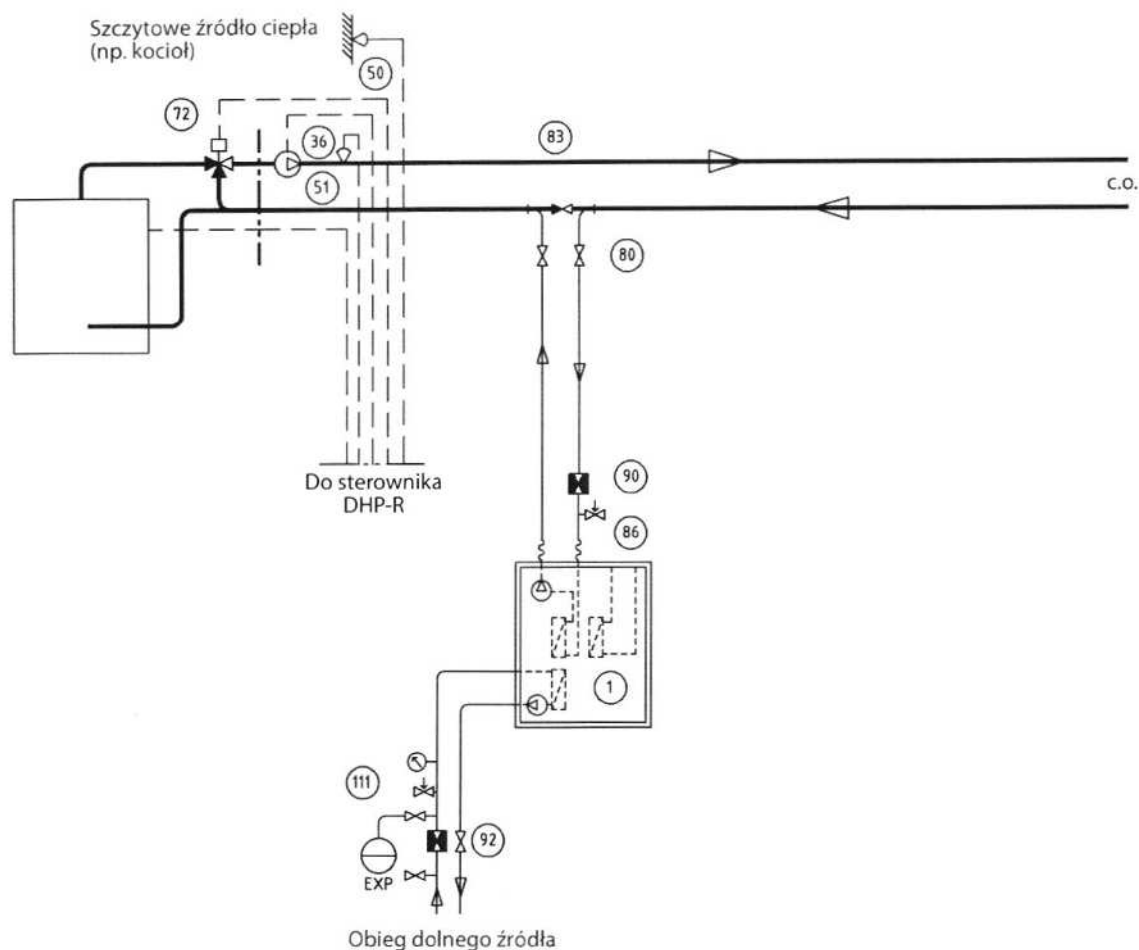 Szczytowe źródło ciepła
(np. kocioł)
50
72
36
83
51
c.o.
80
Do sterownika
DHP-R
90
86
1
111
92
EXP
Obieg dolnego źródła